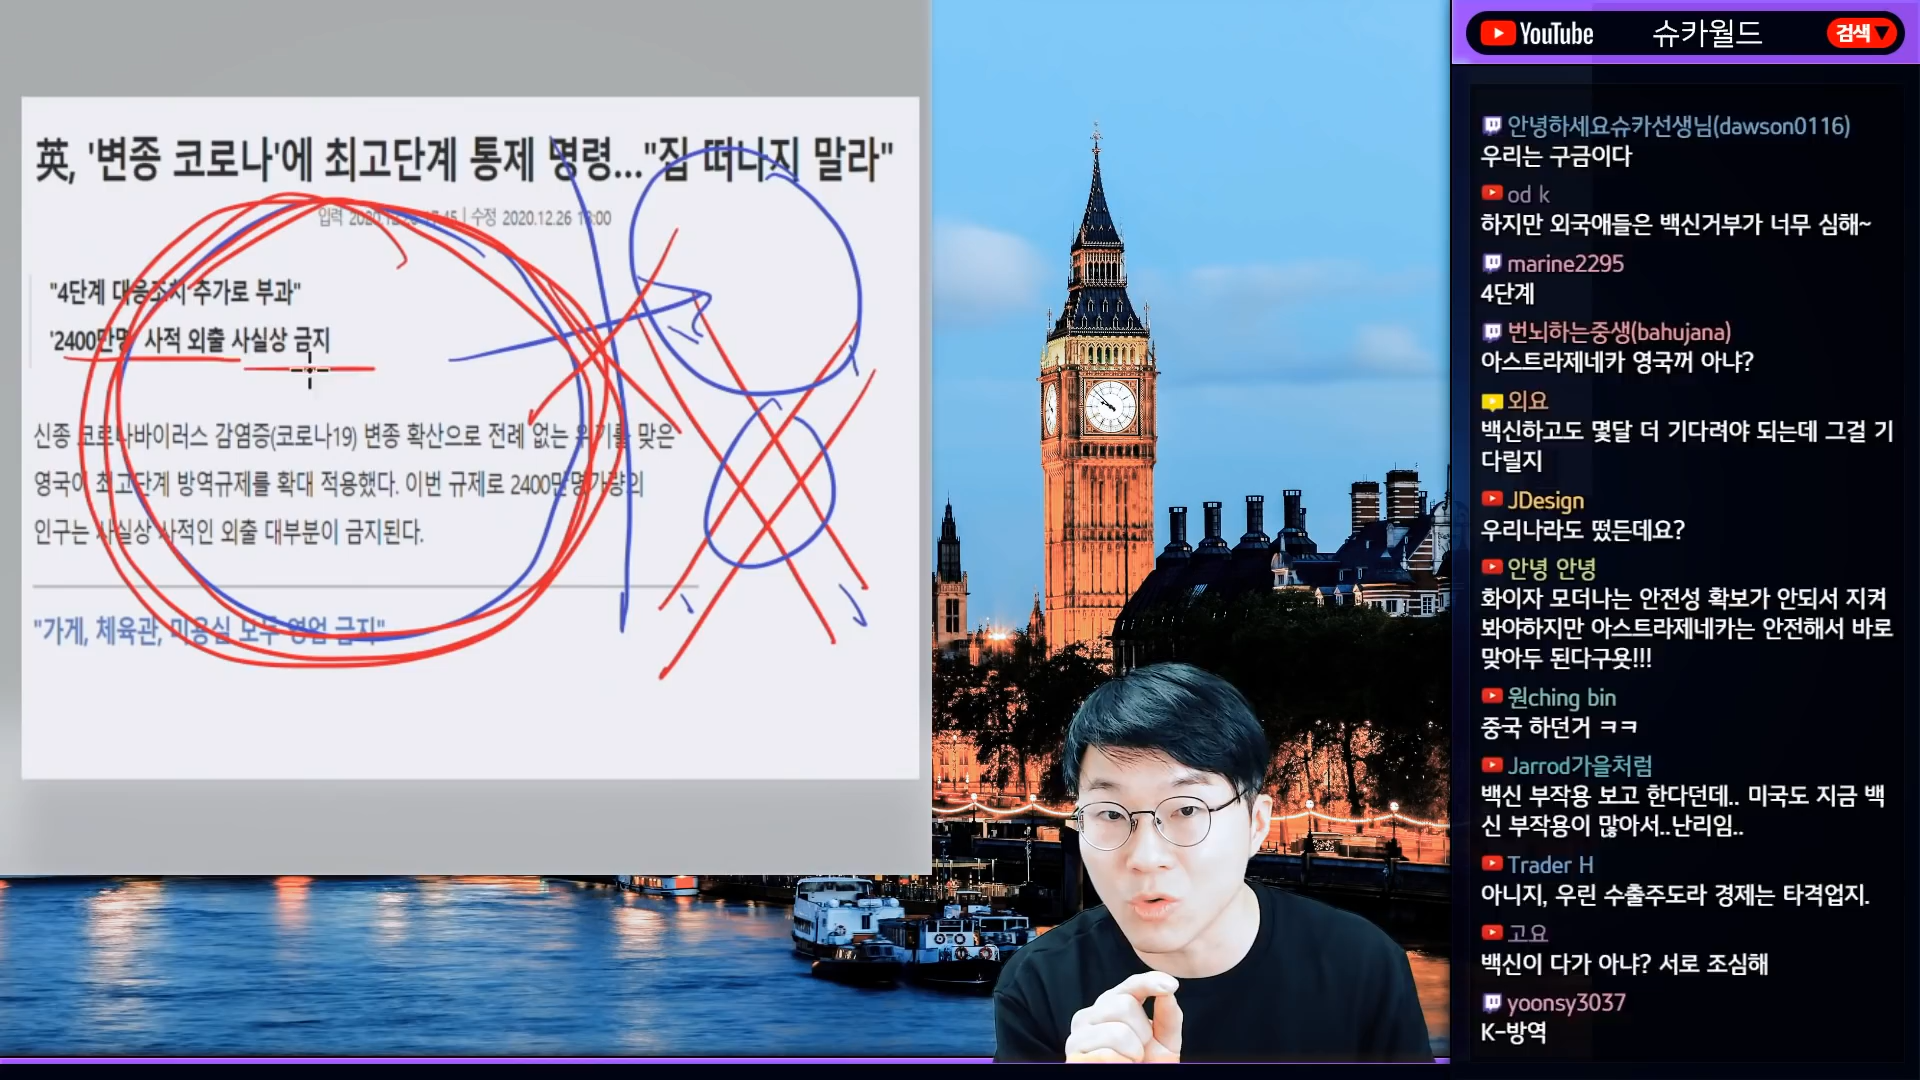 英, '변종 코로나'에 최고단계 통제 명령..."집 떠나지 말라"
입력 2020.12.26 | 수정 2020.12.26
"4단계 대응조치 추가로 부과"
'2400만명' 사적 외출 사실상 금지
신종 코로나바이러스 감염증(코로나19) 변종 확산으로 전례 없는 위기를 맞은
영국이 최고단계 방역규제를 확대 적용했다. 이번 규제로 2400만명가량의
인구는 사실상 사적인 외출 대부분이 금지된다.
"가게, 체육관, 미용실 모두 영업 금지"
YouTube 슈카월드 검색▼
안녕하세요슈카선생님(dawson0116)
우리는 구금이다
od k
하지만 외국애들은 백신거부가 너무 심해~
marine2295
4단계
번뇌하는중생(bahujana)
아스트라제네카 영국꺼 아냐?
외요
백신하고도 몇달 더 기다려야 되는데 그걸 기
다릴지
JDesign
우리나라도 떴든데요?
안녕 안녕
화이자 모더나는 안전성 확보가 안되서 지켜
봐야하지만 아스트라제네카는 안전해서 바로
맞아두 된다구욧!!!
원ching bin
중국 하던거 ㅋㅋ
Jarrod가을처럼
백신 부작용 보고 한다던데.. 미국도 지금 백
신 부작용이 많아서..난리임..
Trader H
아니지, 우린 수출주도라 경제는 타격업지.
고요
백신이 다가 아냐? 서로 조심해
yoonsy3037
K-방역